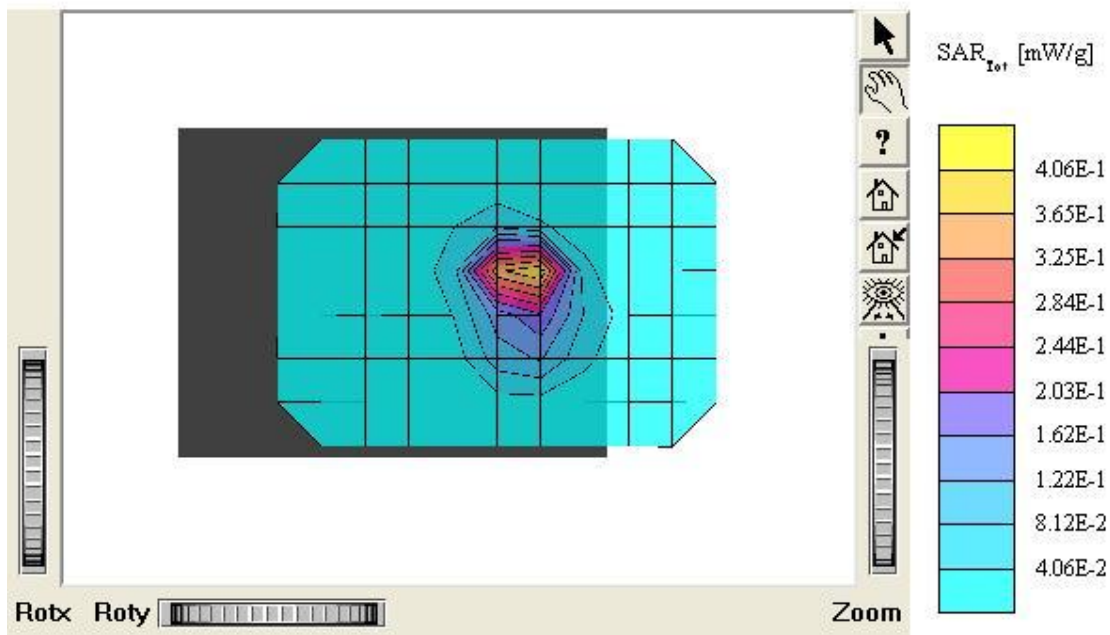 SAR_Tot [mW/g]
?
4.06E-1
3.65E-1
3.25E-1
2.84E-1
2.44E-1
2.03E-1
1.62E-1
1.22E-1
8.12E-2
4.06E-2
Rotx Roty Zoom